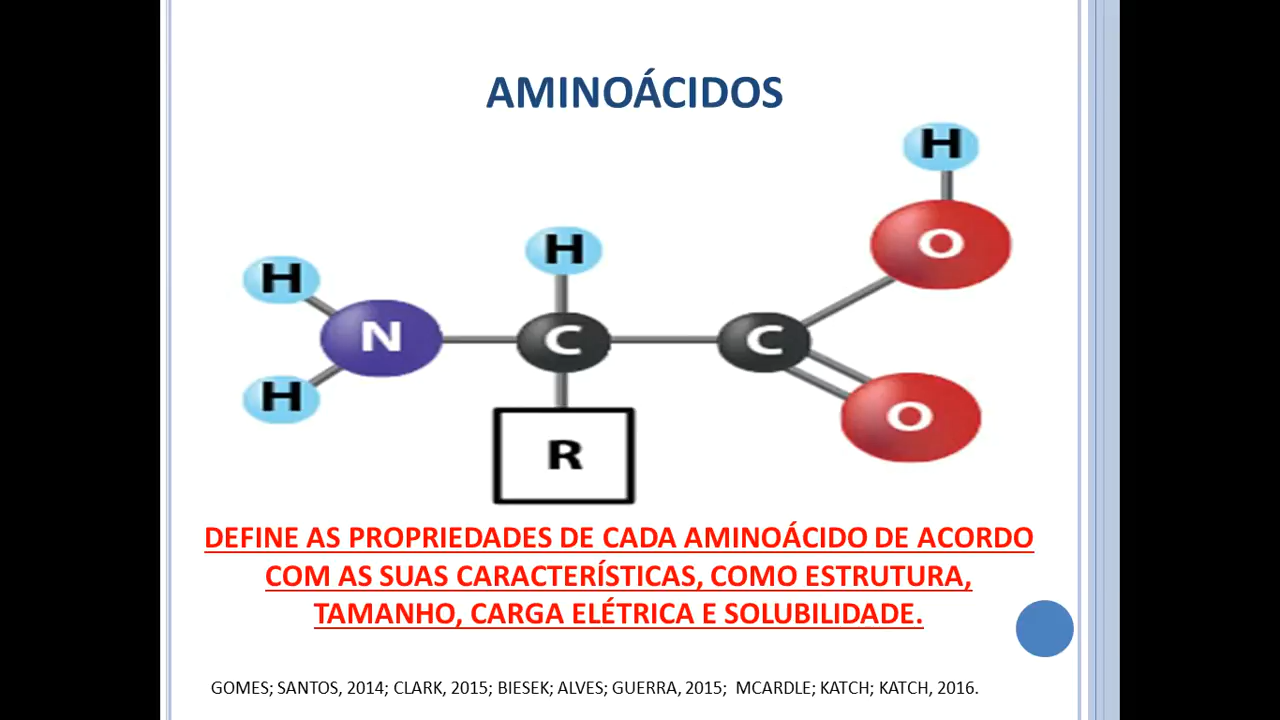 AMINOÁCIDOS
H
O
H
H
N
C
C
H
O
R
DEFINE AS PROPRIEDADES DE CADA AMINOÁCIDO DE ACORDO
COM AS SUAS CARACTERÍSTICAS, COMO ESTRUTURA,
TAMANHO, CARGA ELÉTRICA E SOLUBILIDADE.
GOMES; SANTOS, 2014; CLARK, 2015; BIESEK; ALVES; GUERRA, 2015; MCARDLE; KATCH; KATCH, 2016.